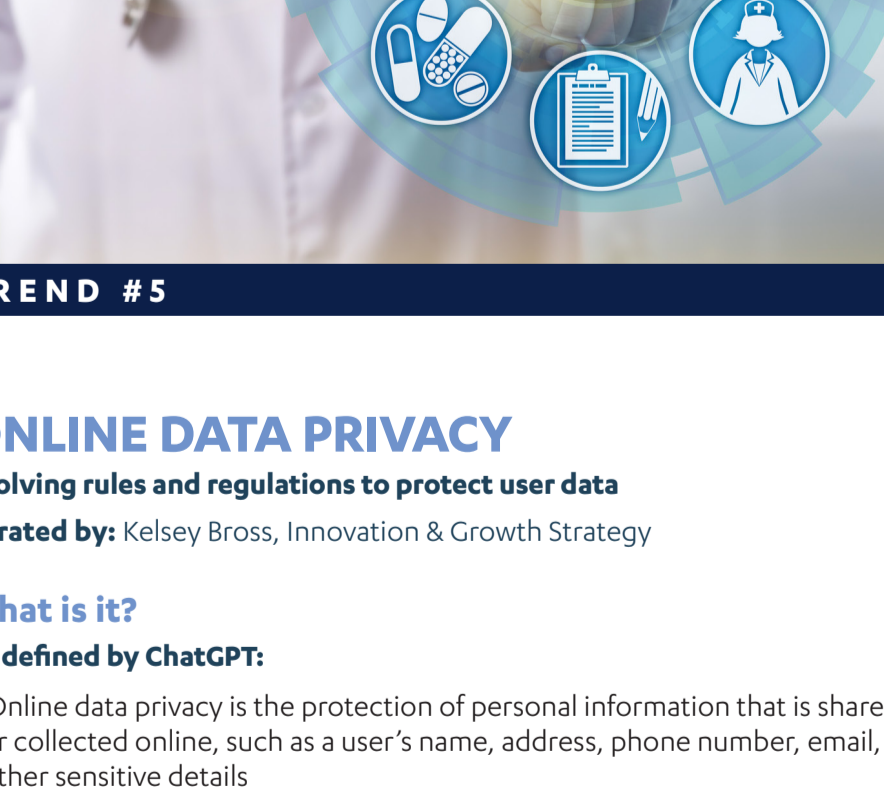 REND #5
ONLINE DATA PRIVACY
olving rules and regulations to protect user data
rated by: Kelsey Bross, Innovation & Growth Strategy
hat is it?
defined by ChatGPT:
Online data privacy is the protection of personal information that is share
r collected online, such as a user’s name, address, phone number, email,
ther sensitive details